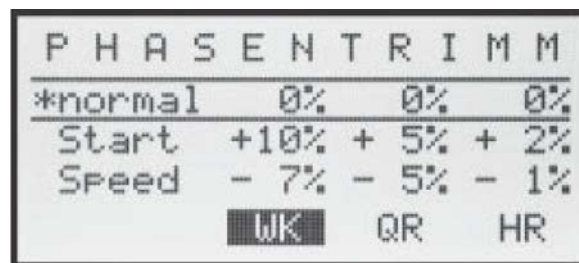 PHASENTRIMM
*normal 0% 0% 0%
Start +10% + 5% + 2%
Speed - 7% - 5% - 1%
WK QR HR